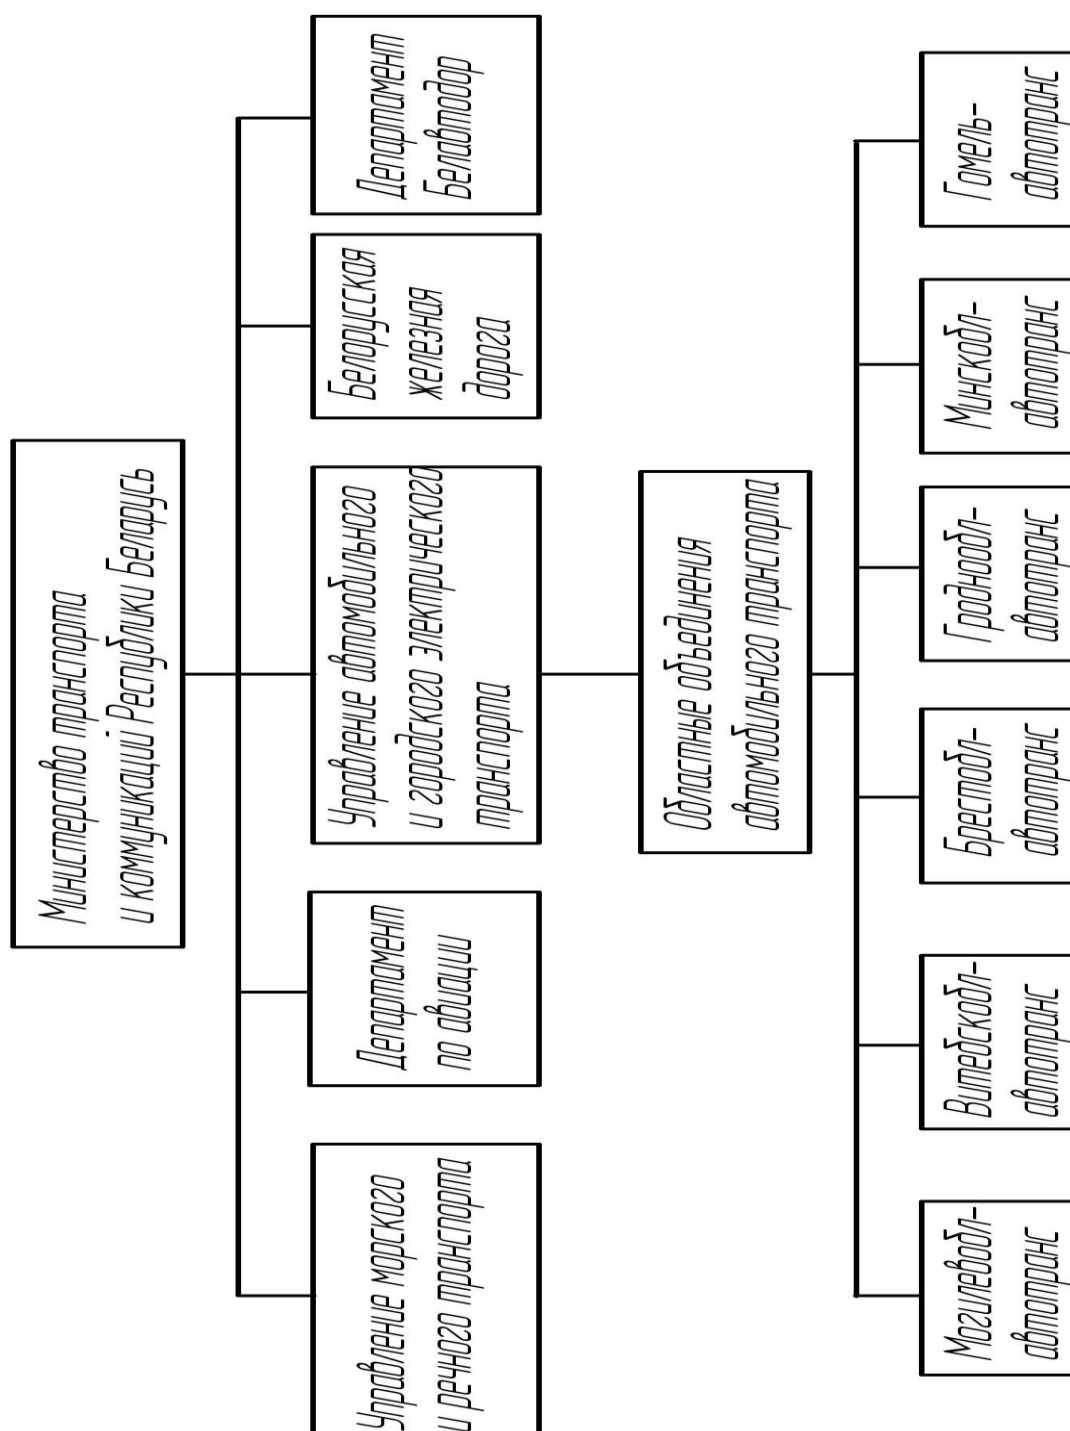 Министерство транспорта
и коммуникаций Республики Беларусь
Управление морского
и речного транспорта
Департамент
по авиации
Управление автомобильного
и городского электрического
транспорта
Белорусская
железная
дорога
Департамент
Белавтодор
Областные объединения
автомобильного транспорта
Могилевобл-
автотранс
Витебскобл-
автотранс
Брестобл-
автотранс
Гроднообл-
автотранс
Минскобл-
автотранс
Гомель-
автотранс